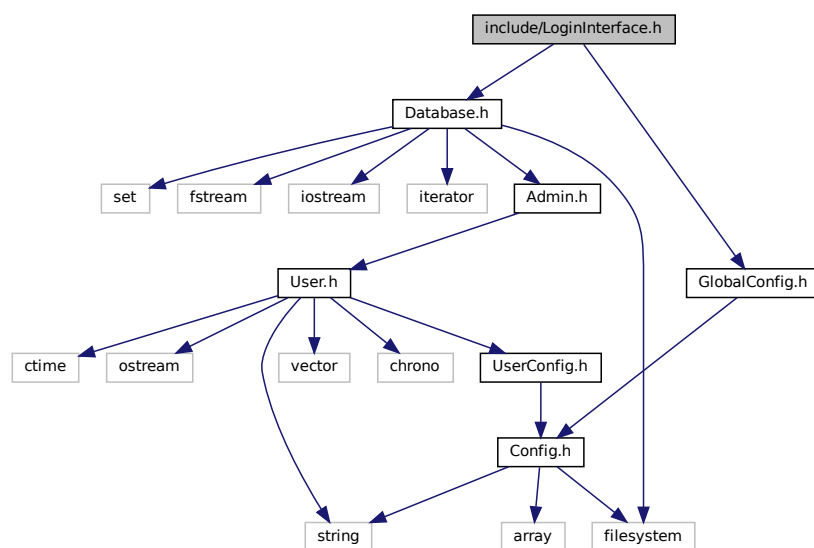 include/LoginInterface.h
Database.h
set
fstream
iostream
iterator
Admin.h
User.h
GlobalConfig.h
ctime
ostream
vector
chrono
UserConfig.h
Config.h
string
array
filesystem